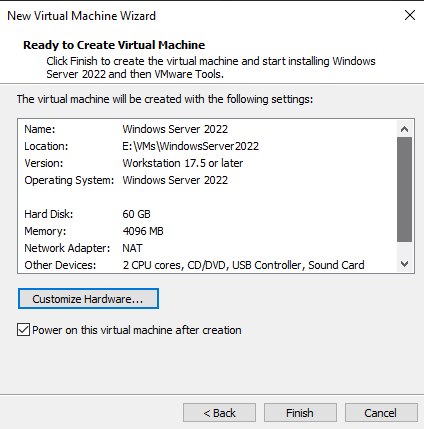 New Virtual Machine Wizard
Ready to Create Virtual Machine
Click Finish to create the virtual machine and start installing Windows
Server 2022 and then VMware Tools.
The virtual machine will be created with the following settings:
Name: Windows Server 2022
Location: E:\VMs\WindowsServer2022
Version: Workstation 17.5 or later
Operating System: Windows Server 2022
Hard Disk: 60 GB
Memory: 4096 MB
Network Adapter: NAT
Other Devices: 2 CPU cores, CD/DVD, USB Controller, Sound Card
Customize Hardware...
Power on this virtual machine after creation
< Back Finish Cancel